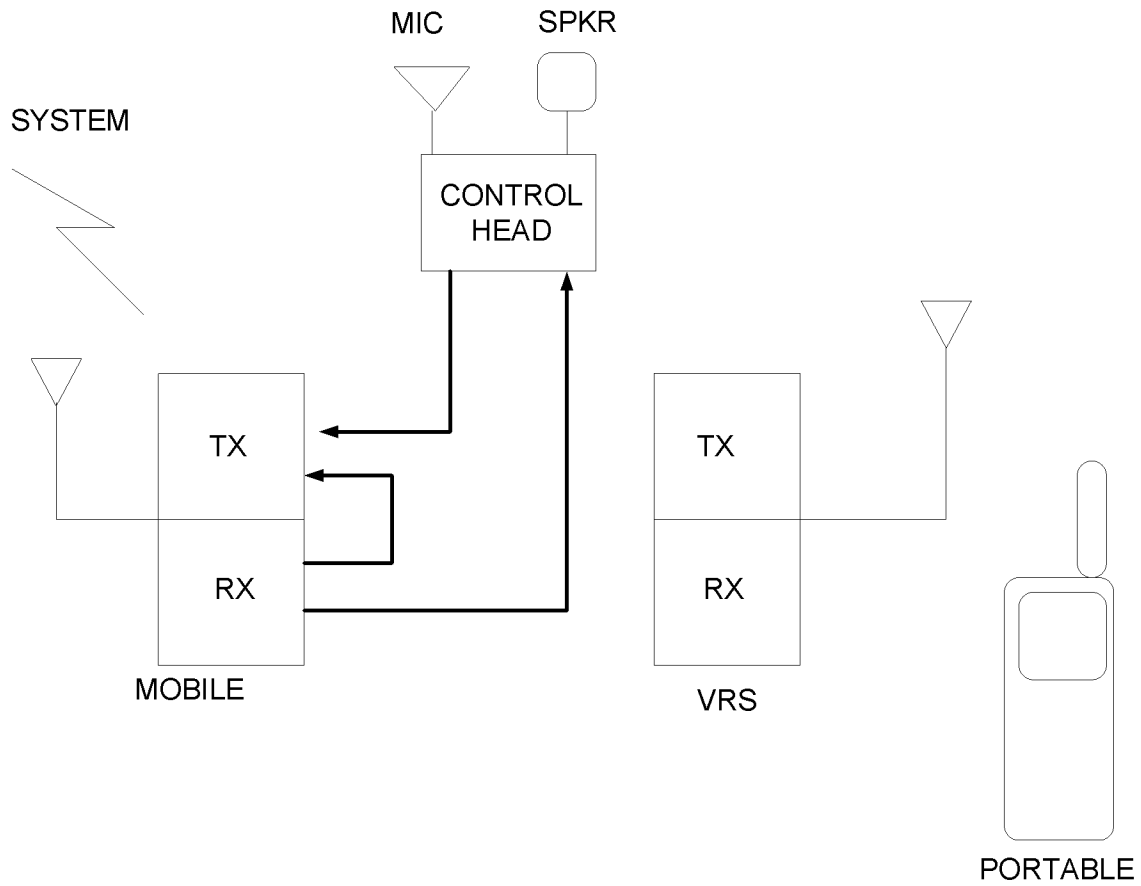 MIC
SPKR
SYSTEM
CONTROL
HEAD
TX
TX
RX
RX
MOBILE
VRS
PORTABLE